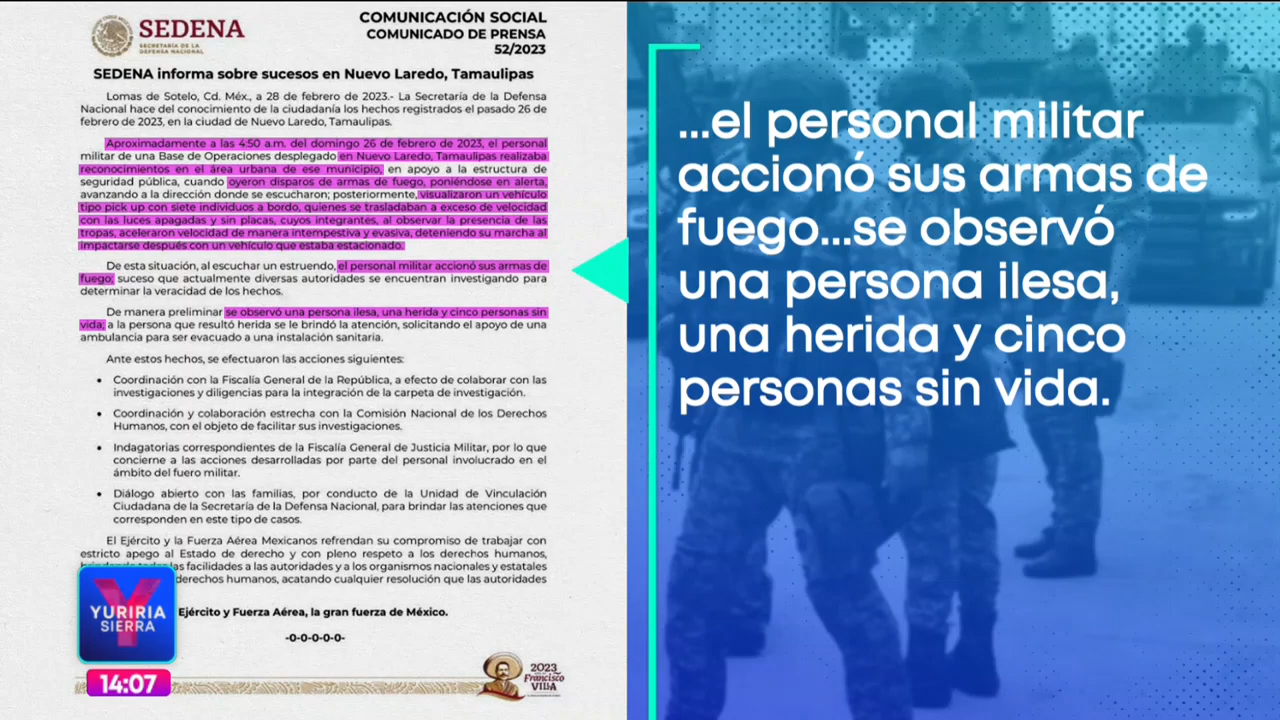 SEDENA
SECRETARÍA DE LA
DEFENSA NACIONAL
COMUNICACIÓN SOCIAL
COMUNICADO DE PRENSA
52/2023
SEDENA informa sobre sucesos en Nuevo Laredo, Tamaulipas
Lomas de Sotelo, Cd. Méx., a 28 de febrero de 2023.- La Secretaría de la Defensa
Nacional hace del conocimiento de la ciudadanía los hechos registrados el pasado 26 de
febrero de 2023, en la ciudad de Nuevo Laredo, Tamaulipas.
Aproximadamente a las 4:50 a.m. del domingo 26 de febrero de 2023, el personal
militar de una Base de Operaciones desplegado en Nuevo Laredo, Tamaulipas realizaba
reconocimientos en el área urbana de ese municipio, en apoyo a la estructura de
seguridad pública, cuando oyeron disparos de armas de fuego, poniéndose en alerta,
avanzando a la dirección donde se escucharan; posteriormente, visualizaron un vehículo
tipo pick up con siete individuos a bordo, quienes se trasladaban a exceso de velocidad
con las luces apagadas y sin placas, cuyos integrantes, al observar la presencia de las
tropas, aceleraron velocidad de manera intempestiva y evasiva, deteniendo su marcha al
impactarse después con un vehículo que estaba estacionado.
De esta situación, al escuchar un estruendo, el personal militar accionó sus armas de
fuego; suceso que actualmente diversas autoridades se encuentran investigando para
determinar la veracidad de los hechos.
De manera preliminar se observó una persona ilesa, una herida y cinco personas sin
vida; a la persona que resultó herida se le brindó la atención, solicitando el apoyo de una
ambulancia para ser evacuado a una instalación sanitaria.
Ante estos hechos, se efectuaron las acciones siguientes:
• Coordinación con la Fiscalía General de la República, a efecto de colaborar con las
investigaciones y diligencias para la integración de la carpeta de investigación.
• Coordinación y colaboración estrecha con la Comisión Nacional de los Derechos
Humanos, con el objeto de facilitar sus investigaciones.
• Indagatorias correspondientes de la Fiscalía General de Justicia Militar, por lo que
concierne a las acciones desarrolladas por parte del personal involucrado en el
ámbito del fuero militar.
• Diálogo abierto con las familias, por conducto de la Unidad de Vinculación
Ciudadana de la Secretaría de la Defensa Nacional, para brindar las atenciones que
corresponden en este tipo de casos.
El Ejército y la Fuerza Aérea Mexicanos refrendan su compromiso de trabajar con
estricto apego al Estado de derecho y con pleno respeto a los derechos humanos,
las facilidades a las autoridades y a los organismos nacionales y estatales
derechos humanos, acatando cualquier resolución que las autoridades
Ejército y Fuerza Aérea, la gran fuerza de México.
-0-0-0-0-0-
2023
Francisco
VILLA
YURIRIA
SIERRA
14:07
...el personal militar
accionó sus armas de
fuego...se observó
una persona ilesa,
una herida y cinco
personas sin vida.